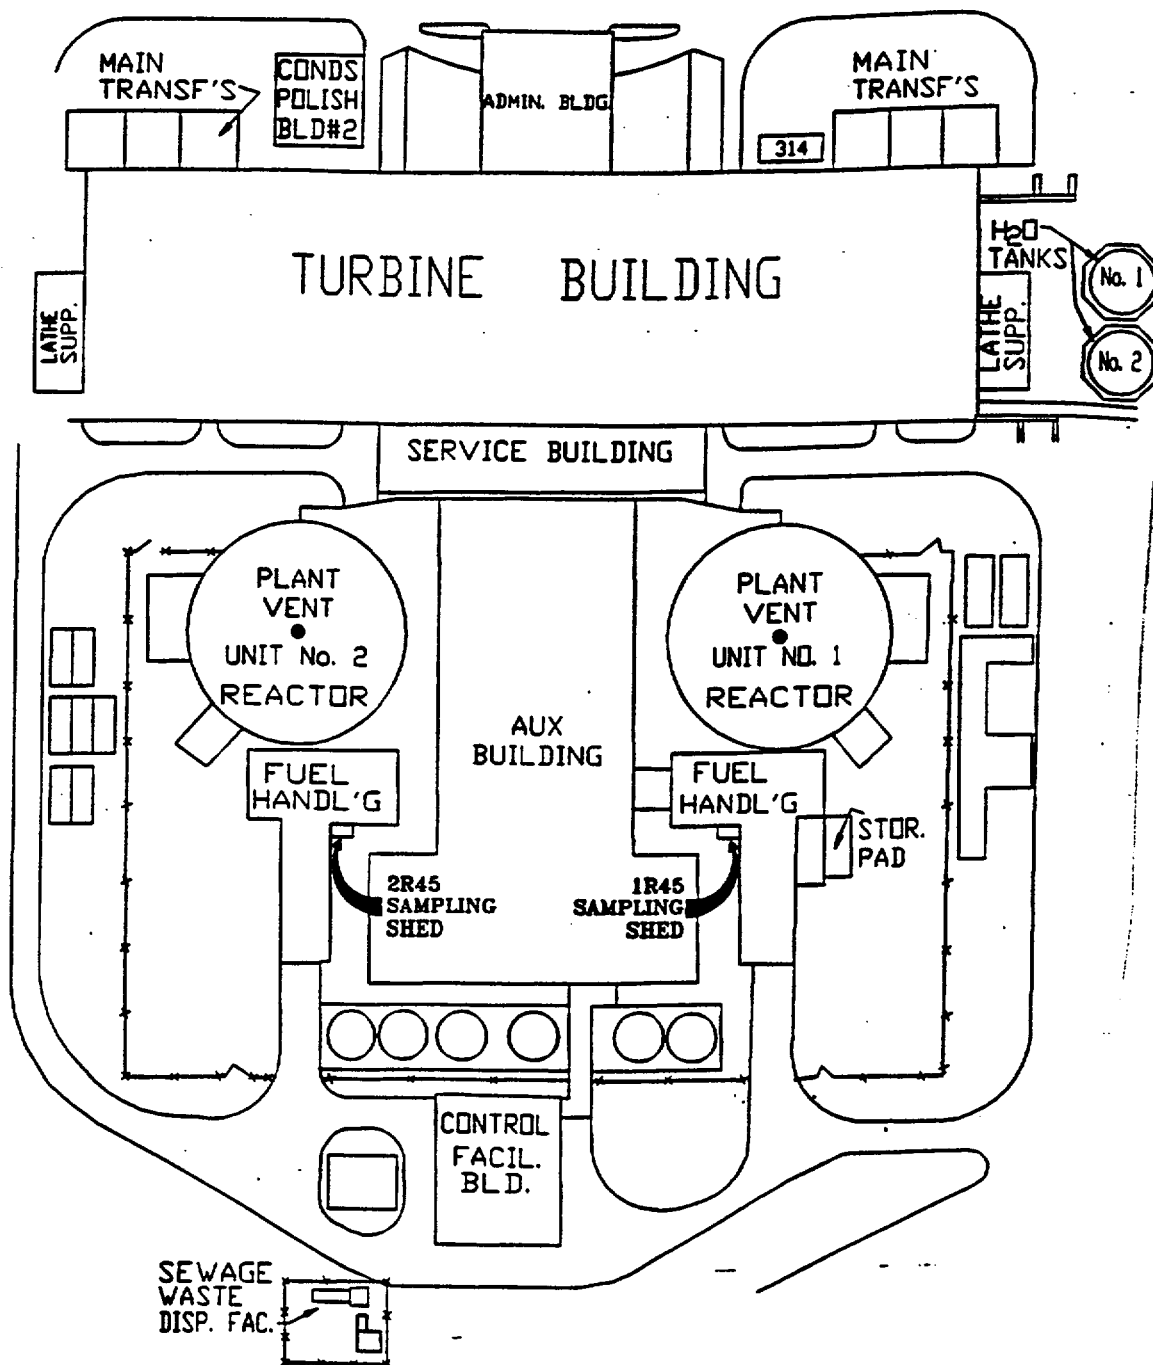 MAIN
TRANSF'S
CONDS
POLISH
BLD#2
ADMIN. BLDG.
MAIN
TRANSF'S
314
H2O
TANKS
No. 1
No. 2
TURBINE BUILDING
LATHE
SUPP.
LATHE
SUPP.
SERVICE BUILDING
PLANT
VENT
UNIT No. 2
REACTOR
PLANT
VENT
UNIT NO. 1
REACTOR
AUX
BUILDING
FUEL
HANDL'G
FUEL
HANDL'G
STOR.
PAD
2R45
SAMPLING
SHED
1R45
SAMPLING
SHED
CONTROL
FACIL.
BLD.
SEWAGE
WASTE
DISP. FAC.